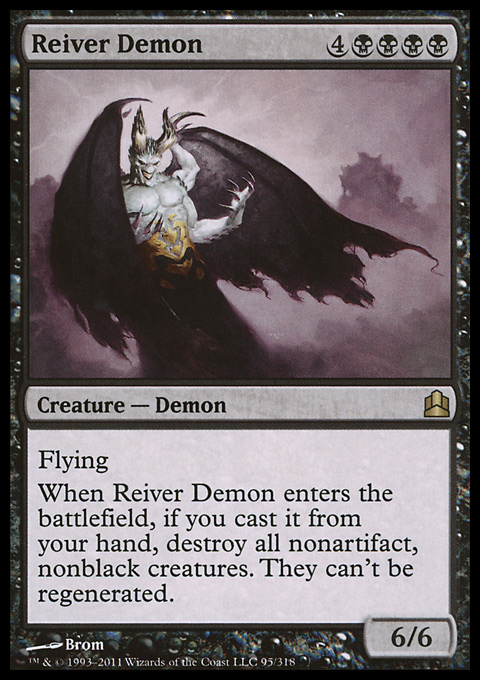 Reiver Demon 4
Creature — Demon
Flying
When Reiver Demon enters the
battlefield, if you cast it from
your hand, destroy all nonartifact,
nonblack creatures. They can't be
regenerated.
6/6
Brom
™ & © 1993–2011 Wizards of the Coast LLC 95/318